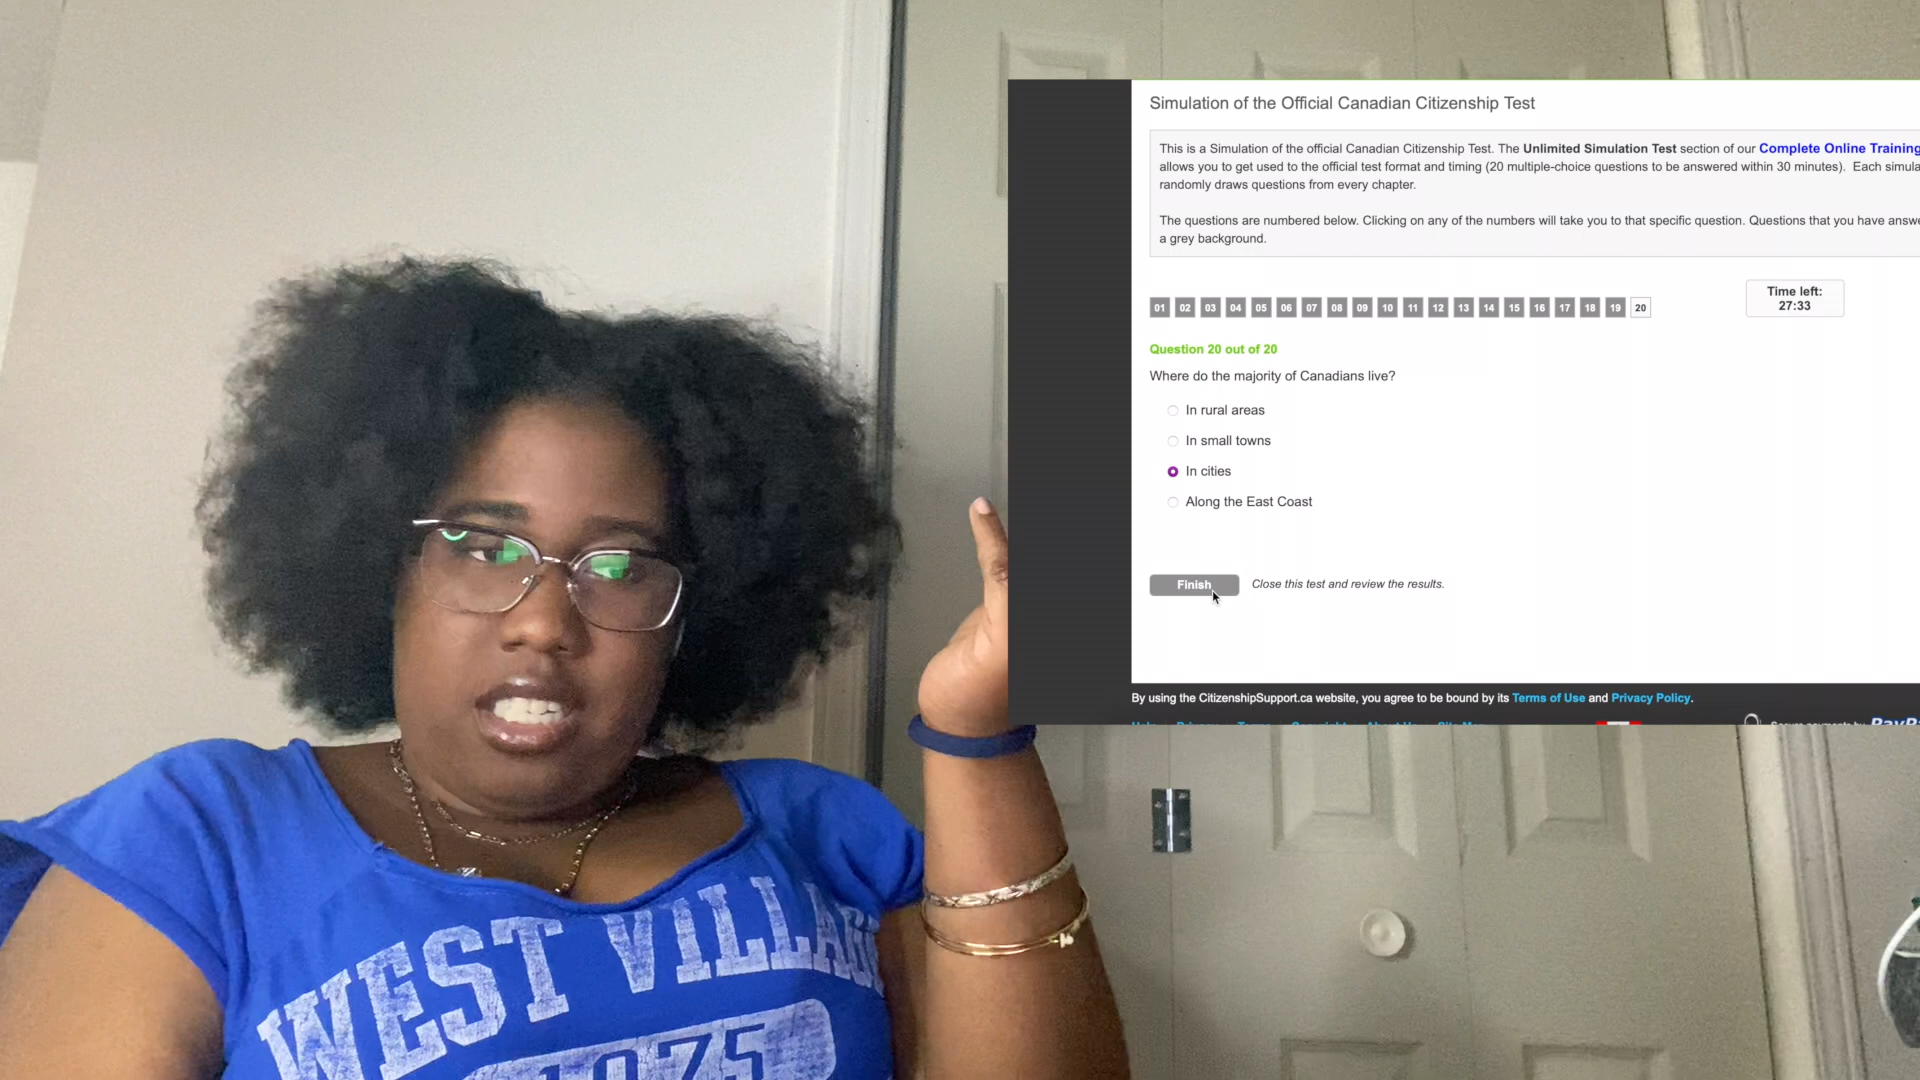 Simulation of the Official Canadian Citizenship Test
This is a Simulation of the official Canadian Citizenship Test. The Unlimited Simulation Test section of our Complete Online Training
allows you to get used to the official test format and timing (20 multiple-choice questions to be answered within 30 minutes). Each
randomly draws questions from every chapter.
The questions are numbered below. Clicking on any of the numbers will take you to that specific question. Questions that you have
a grey background.
01 02 03 04 05 06 07 08 09 10 11 12 13 14 15 16 17 18 19 20
Time left:
27:33
Question 20 out of 20
Where do the majority of Canadians live?
In rural areas
In small towns
In cities
Along the East Coast
Finish
Close this test and review the results.
By using the CitizenshipSupport.ca website, you agree to be bound by its Terms of Use and Privacy Policy.
WEST VILLAG